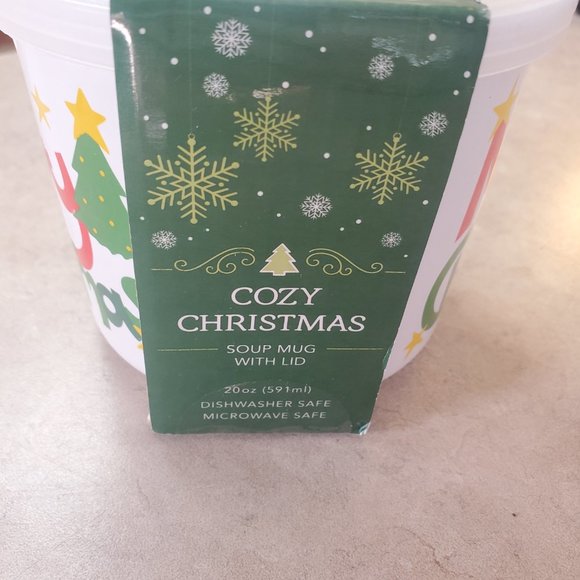 COZY
CHRISTMAS
SOUP MUG
WITH LID
20oz (591ml)
DISHWASHER SAFE
MICROWAVE SAFE